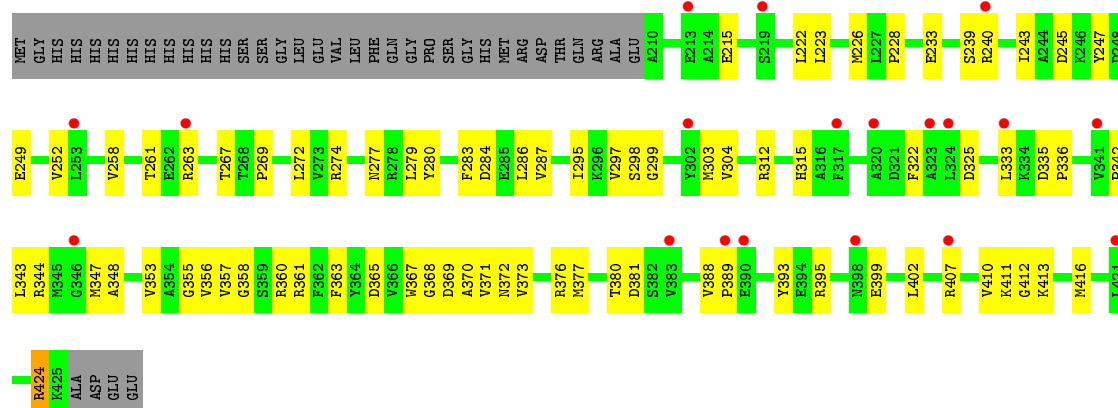 MET GLY HIS HIS HIS HIS HIS HIS HIS HIS HIS HIS SER SER GLY LEU GLU VAL LEU PHE GLN GLY PRO SER GLY HIS MET ARG ASP THR GLN ARG ALA GLU A210 E213 A214 E215 S219 L222 L223 M226 L227 P228 E233 S239 R240 I243 A244 D245 K246 Y247 D248
E249 V252 L253 V258 T261 E262 R263 T267 T268 P269 L272 V273 R274 N277 R278 L279 Y280 F283 D284 E285 L286 V287 I295 K296 V297 S298 G299 Y302 M303 V304 R312 H315 A316 F317 A320 D321 F322 A323 L324 D325 L333 K334 D335 P336 V341 P342
L343 R344 M345 G346 M347 A348 V353 A354 G355 V356 V357 G358 S359 R360 R361 F362 F363 Y364 D365 V366 W367 G368 D369 A370 V371 N372 V373 R376 M377 T380 D381 S382 V383 V388 P389 E390 Y393 E394 R395 N398 E399 L402 R407 V410 K411 G412 K413 M416 L421
R424 K425 ALA ASP GLU GLU